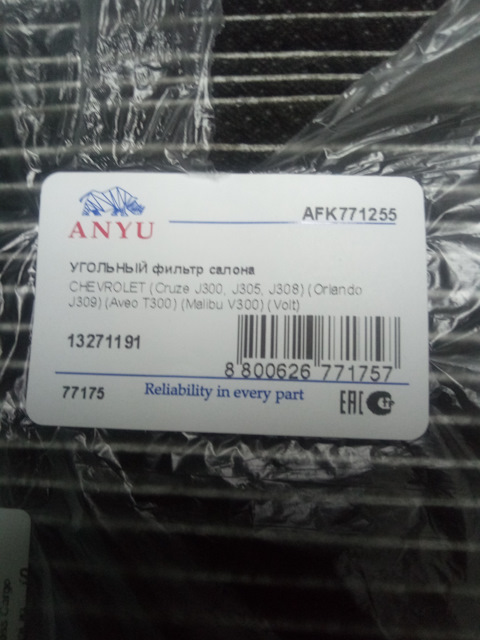 AFK771255
ANYU
УГОЛЬНЫЙ фильтр салона
CHEVROLET (Cruze J300, J305, J308) (Orlando
J309) (Aveo T300) (Malibu V300) (Volt)
13271191
8 800626 771757
77175
Reliability in every part
EAC
Cargo